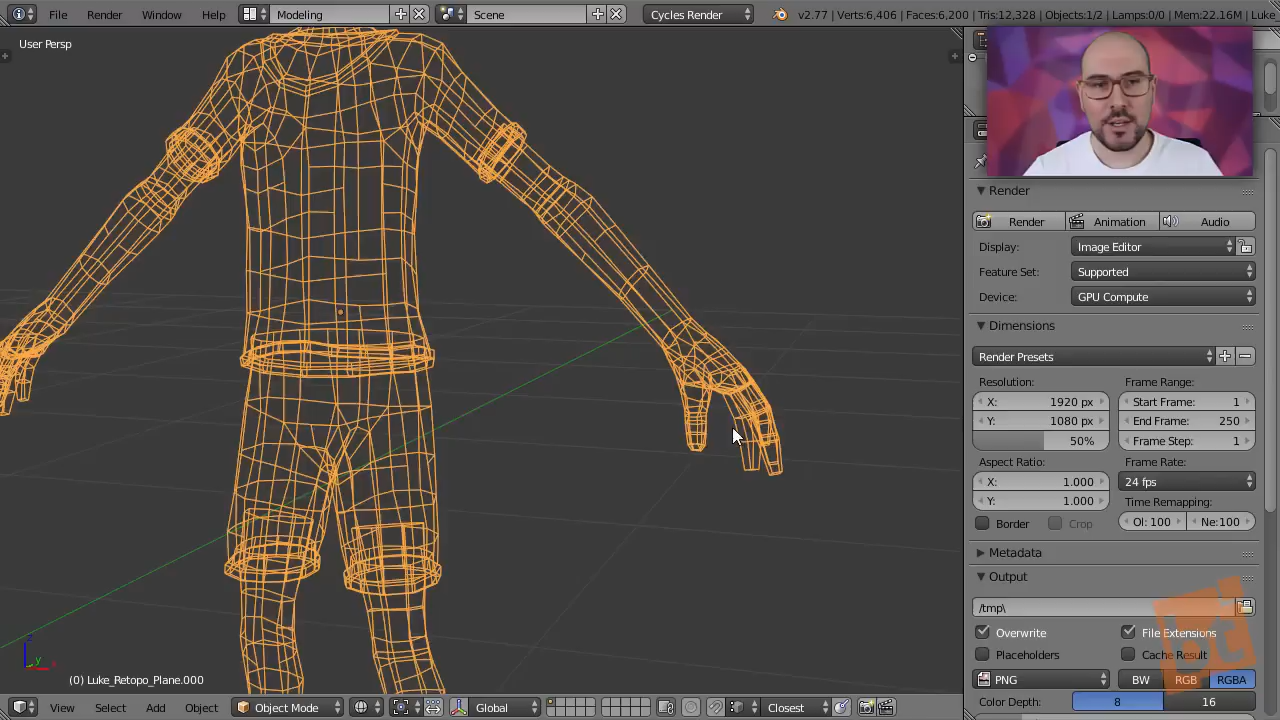 File Render Window Help Modeling Scene Cycles Render v2.77 | Verts:6,406 | Faces:6,200 | Tris:12,328 | Objects:1/2 | Lamps:0/0 | Mem:22.16M | Luke_
User Persp
Render
Render Animation Audio
Display: Image Editor
Feature Set: Supported
Device: GPU Compute
Dimensions
Render Presets
Resolution: Frame Range:
X: 1920 px Start Frame: 1
Y: 1080 px End Frame: 250
50% Frame Step: 1
Aspect Ratio: Frame Rate:
X: 1.000 24 fps
Y: 1.000 Time Remapping:
Border Crop Ol: 100 Ne:100
Metadata
Output
/tmp\
Overwrite File Extensions
Placeholders Cache Result
PNG BW RGB RGBA
Color Depth: 8 16
z
y
x
(0) Luke_Retopo_Plane.000
View Select Add Object Object Mode Global Closest